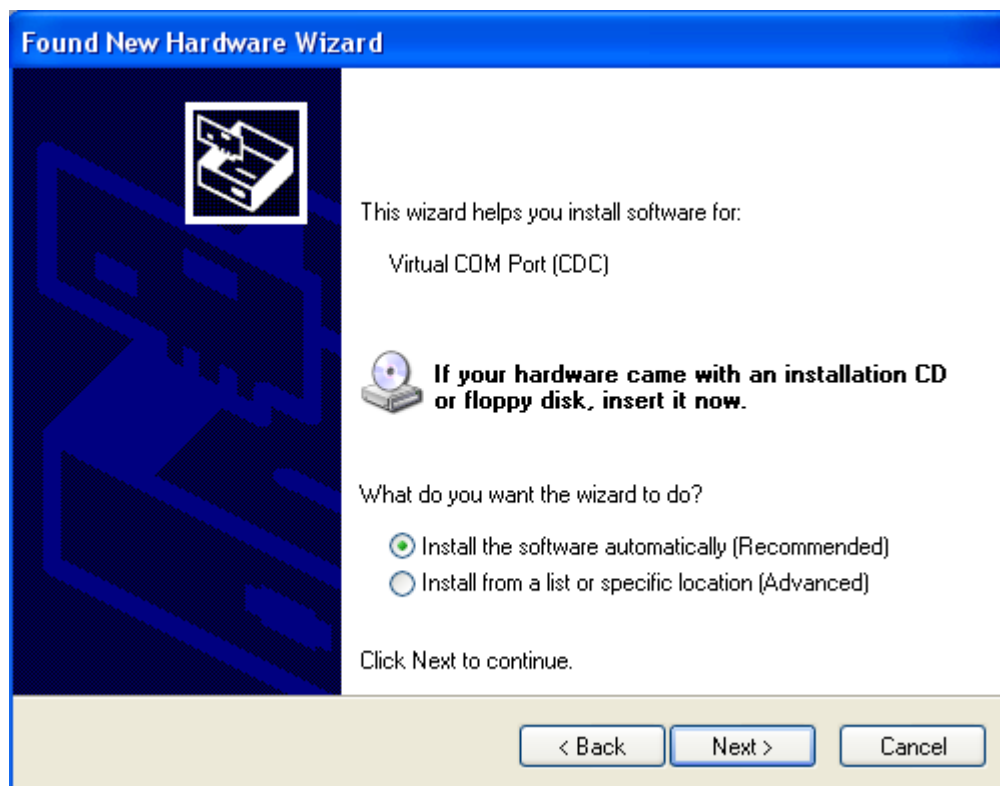 Found New Hardware Wizard
This wizard helps you install software for:
Virtual COM Port (CDC)
If your hardware came with an installation CD
or floppy disk, insert it now.
What do you want the wizard to do?
Install the software automatically (Recommended)
Install from a list or specific location (Advanced)
Click Next to continue.
< Back
Next >
Cancel